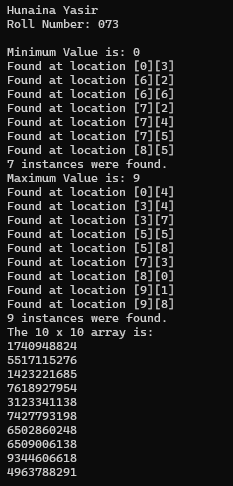 Hunaina Yasir
Roll Number: 073
Minimum Value is: 0
Found at location [0][3]
Found at location [6][2]
Found at location [6][6]
Found at location [7][2]
Found at location [7][4]
Found at location [7][5]
Found at location [8][5]
7 instances were found.
Maximum Value is: 9
Found at location [0][4]
Found at location [3][4]
Found at location [3][7]
Found at location [5][5]
Found at location [5][8]
Found at location [7][3]
Found at location [8][0]
Found at location [9][1]
Found at location [9][8]
9 instances were found.
The 10 x 10 array is:
1740948824
5517115276
1423221685
7618927954
3123341138
7427793198
6502860248
6509006138
9344606618
4963788291